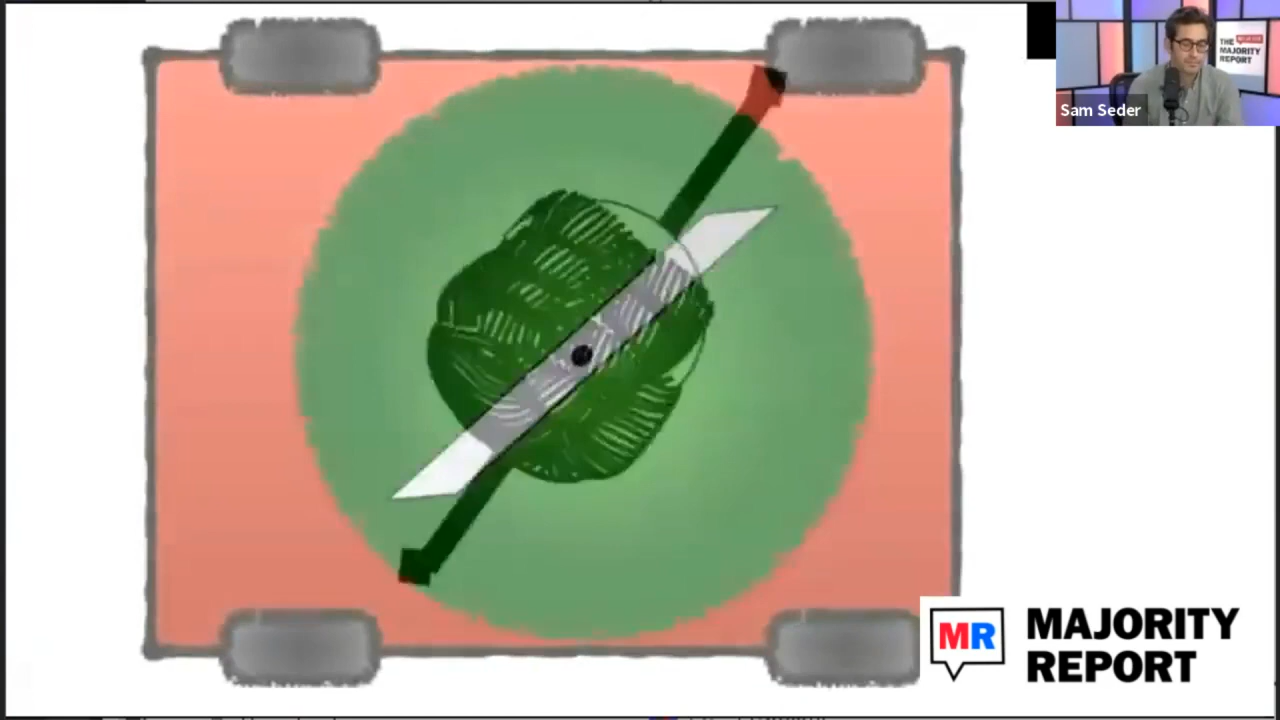 THE
MAJORITY
REPORT
Sam Seder
MR
MAJORITY
REPORT